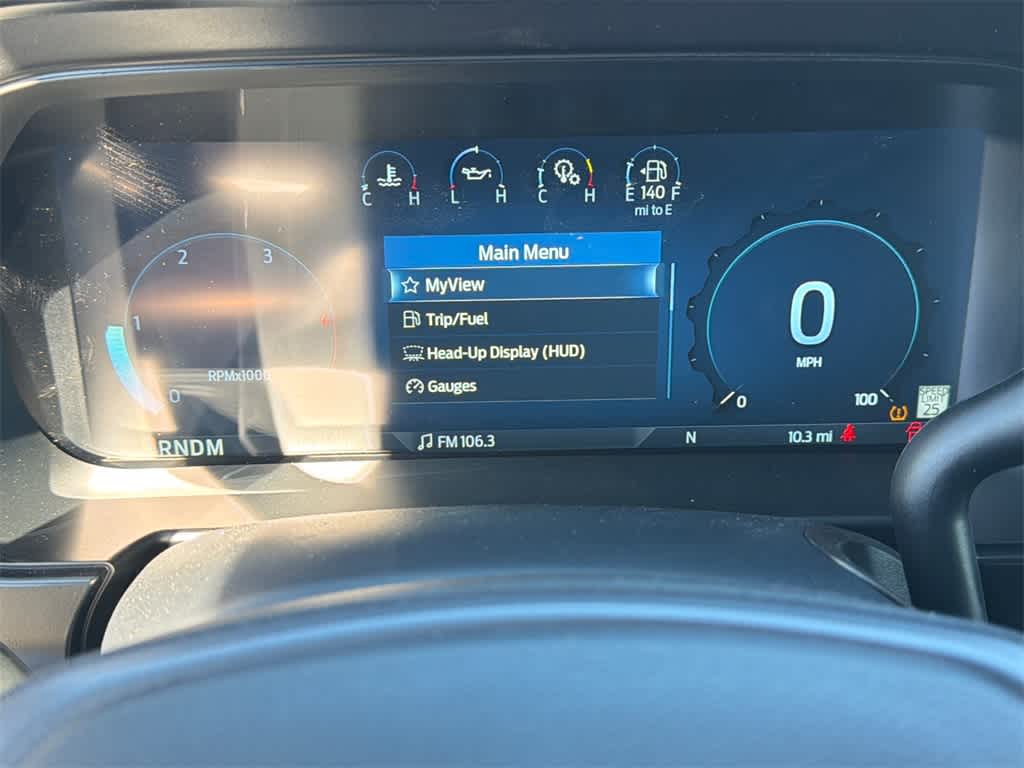 C H
L H
C H
E 140 F
mi to E
Main Menu
MyView
Trip/Fuel
Head-Up Display (HUD)
Gauges
0
1
2
3
RPMx1000
0
MPH
0
100
SPEED
LIMIT
25
RNDM
FM 106.3
N
10.3 mi